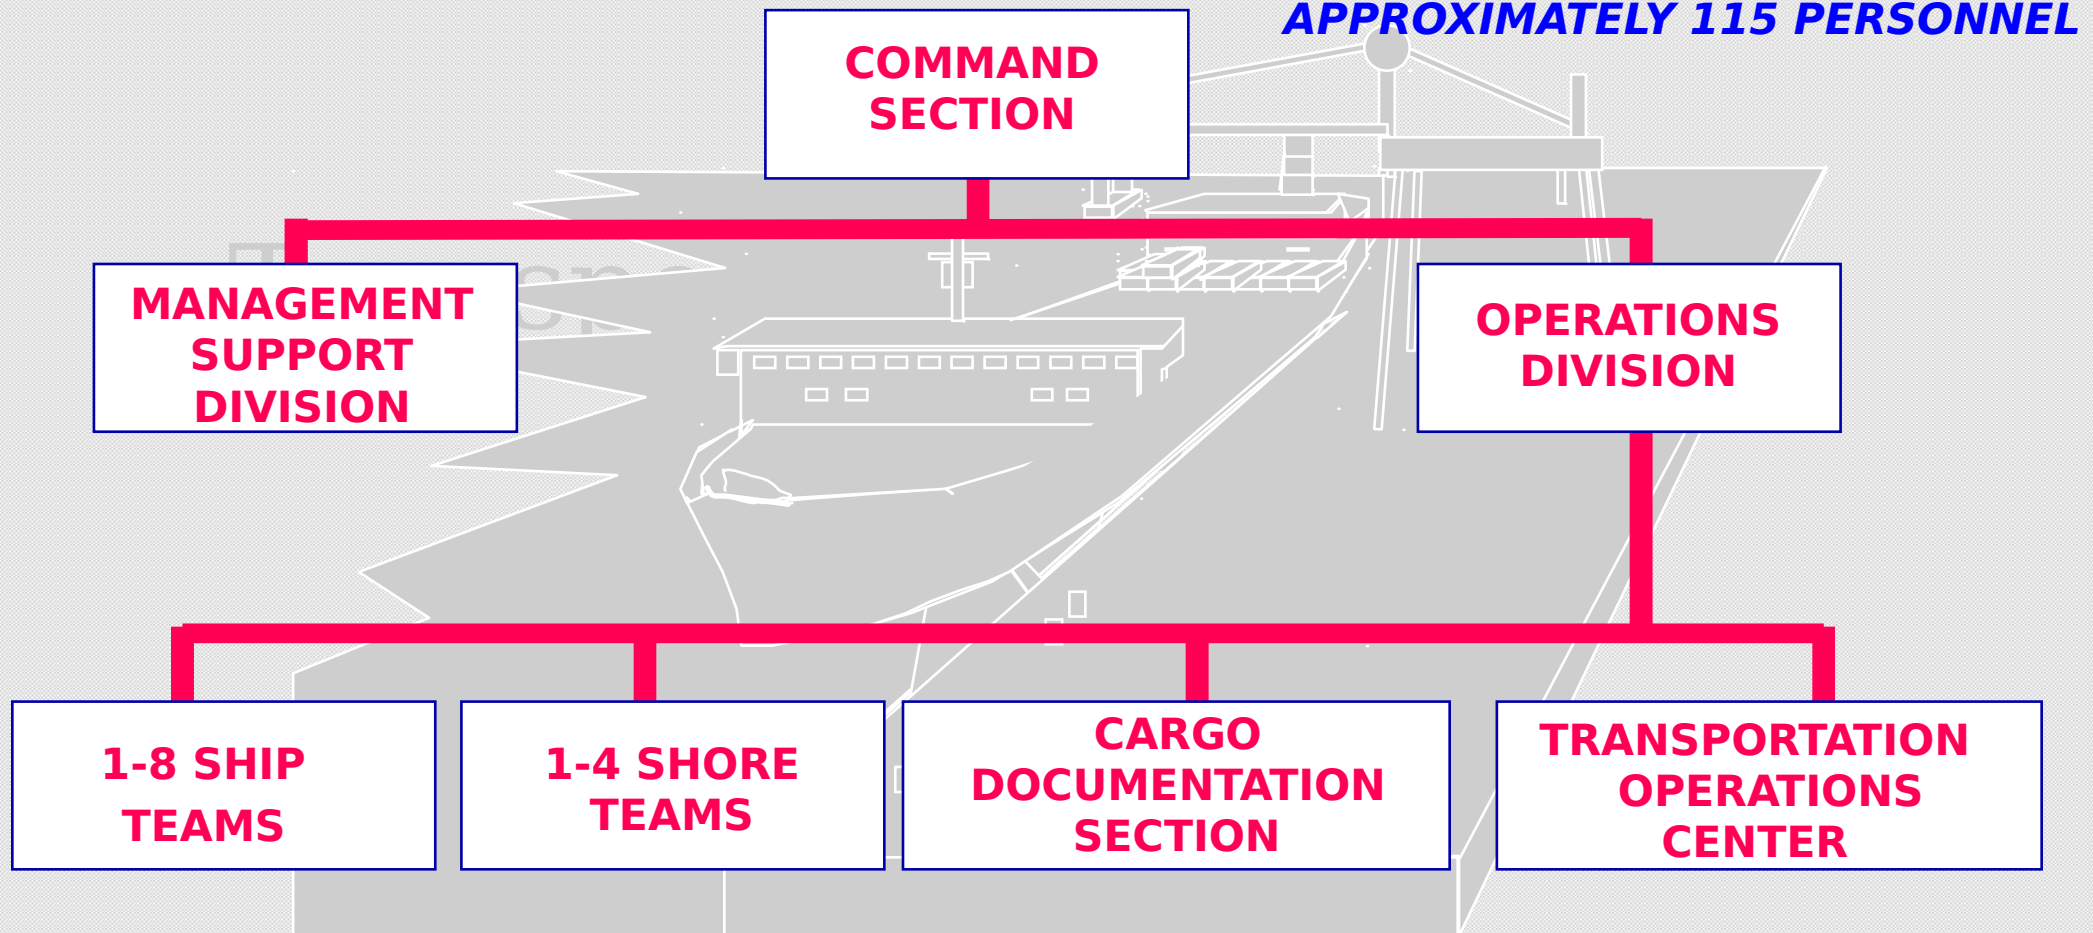 APPROXIMATELY 115 PERSONNEL
COMMAND
SECTION
MANAGEMENT
SUPPORT
DIVISION
OPERATIONS
DIVISION
1-8 SHIP
TEAMS
1-4 SHORE
TEAMS
CARGO
DOCUMENTATION
SECTION
TRANSPORTATION
OPERATIONS
CENTER